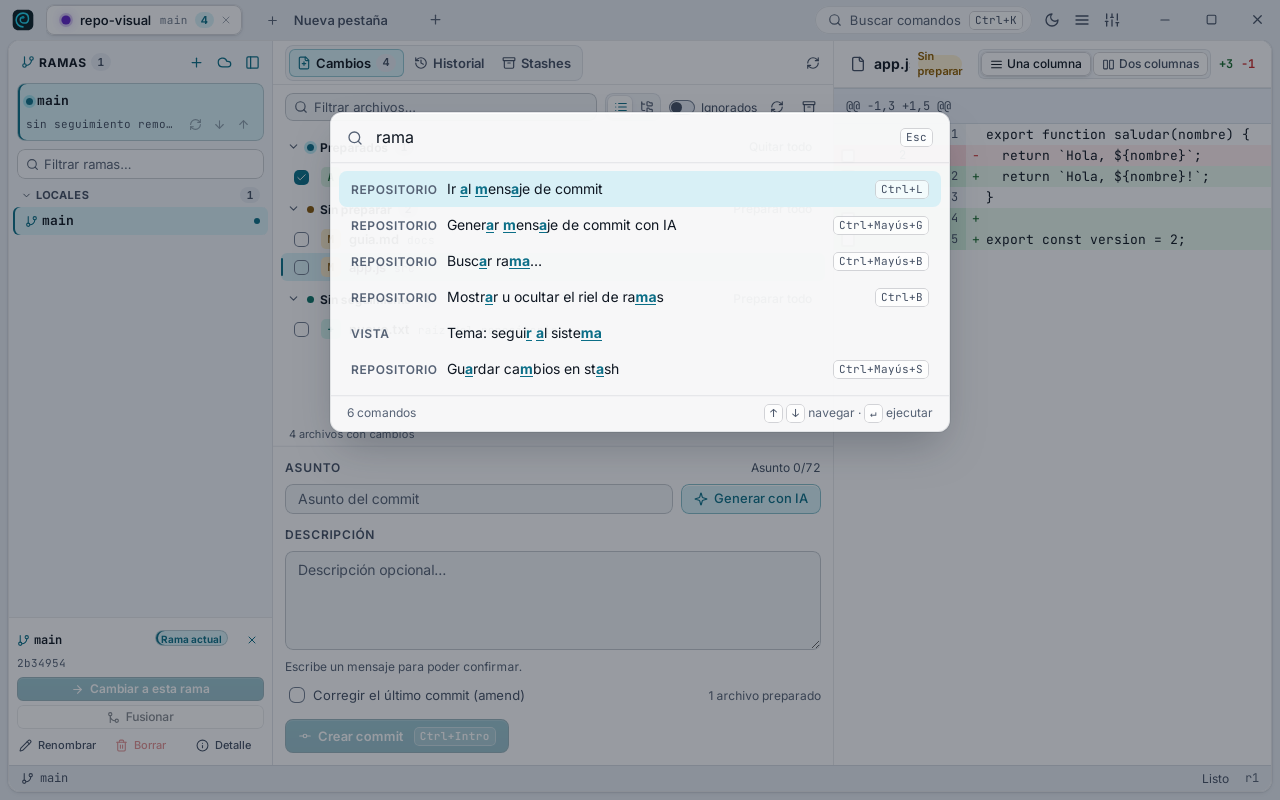 repo-visual main 4
Nueva pestaña
Buscar comandos Ctrl+K
RAMAS 1
main
sin seguimiento remo…
Filtrar ramas…
LOCALES 1
main
Cambios 4
Historial
Stashes
Filtrar archivos…
Ignorados
rama
Esc
REPOSITORIO Ir al mensaje de commit Ctrl+L
REPOSITORIO Generar mensaje de commit con IA Ctrl+Mayús+G
REPOSITORIO Buscar rama… Ctrl+Mayús+B
REPOSITORIO Mostrar u ocultar el riel de ramas Ctrl+B
VISTA Tema: seguir al sistema
REPOSITORIO Guardar cambios en stash Ctrl+Mayús+S
6 comandos
↑ ↓ navegar · ↵ ejecutar
4 archivos con cambios
ASUNTO
Asunto 0/72
Asunto del commit
Generar con IA
DESCRIPCIÓN
Descripción opcional…
Escribe un mensaje para poder confirmar.
Corregir el último commit (amend)
1 archivo preparado
Crear commit Ctrl+Intro
app.j
Sin preparar
Una columna
Dos columnas
+3 -1
@@ -1,3 +1,5 @@
1 export function saludar(nombre) {
- return `Hola, ${nombre}`;
2 + return `Hola, ${nombre}!`;
3 }
4 +
5 + export const version = 2;
main
Rama actual
2b34954
Cambiar a esta rama
Fusionar
Renombrar
Borrar
Detalle
main
Listo r1